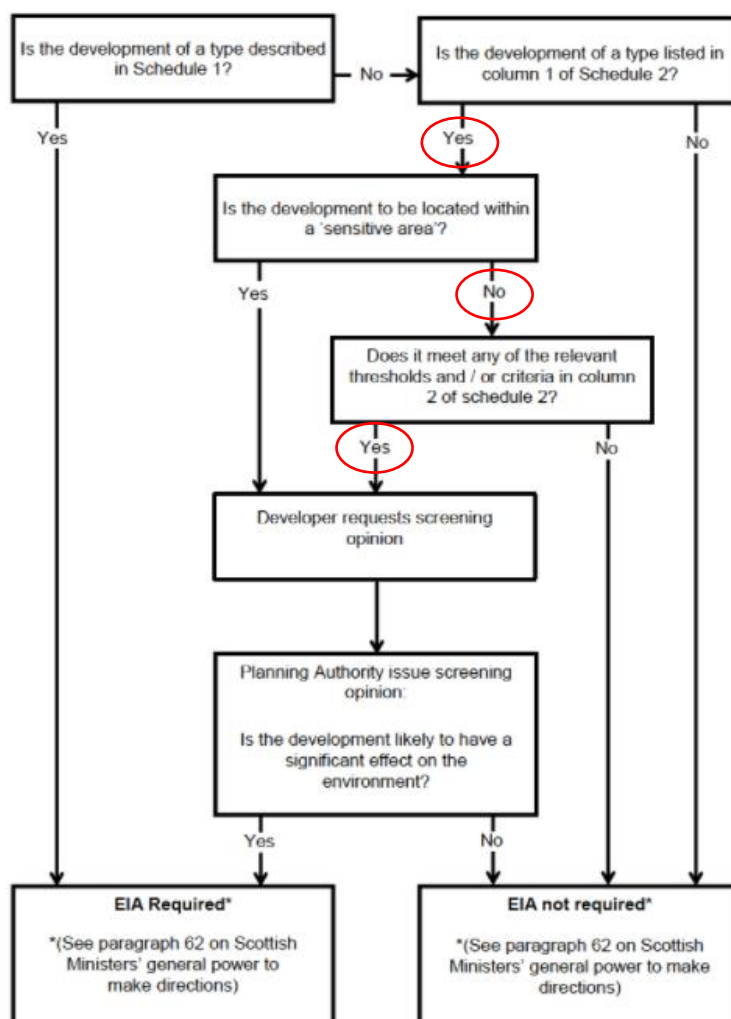 Is the development of a type described
in Schedule 1?
No
Is the development of a type listed in
column 1 of Schedule 2?
Yes
Yes
No
Is the development to be located within
a 'sensitive area'?
Yes
No
Does it meet any of the relevant
thresholds and / or criteria in column
2 of schedule 2?
Yes
No
Developer requests screening
opinion
Planning Authority issue screening
opinion:
Is the development likely to have a
significant effect on the
environment?
Yes
No
EIA Required*
*(See paragraph 62 on Scottish
Ministers' general power to
make directions)
EIA not required*
*(See paragraph 62 on Scottish
Ministers' general power to make
directions)